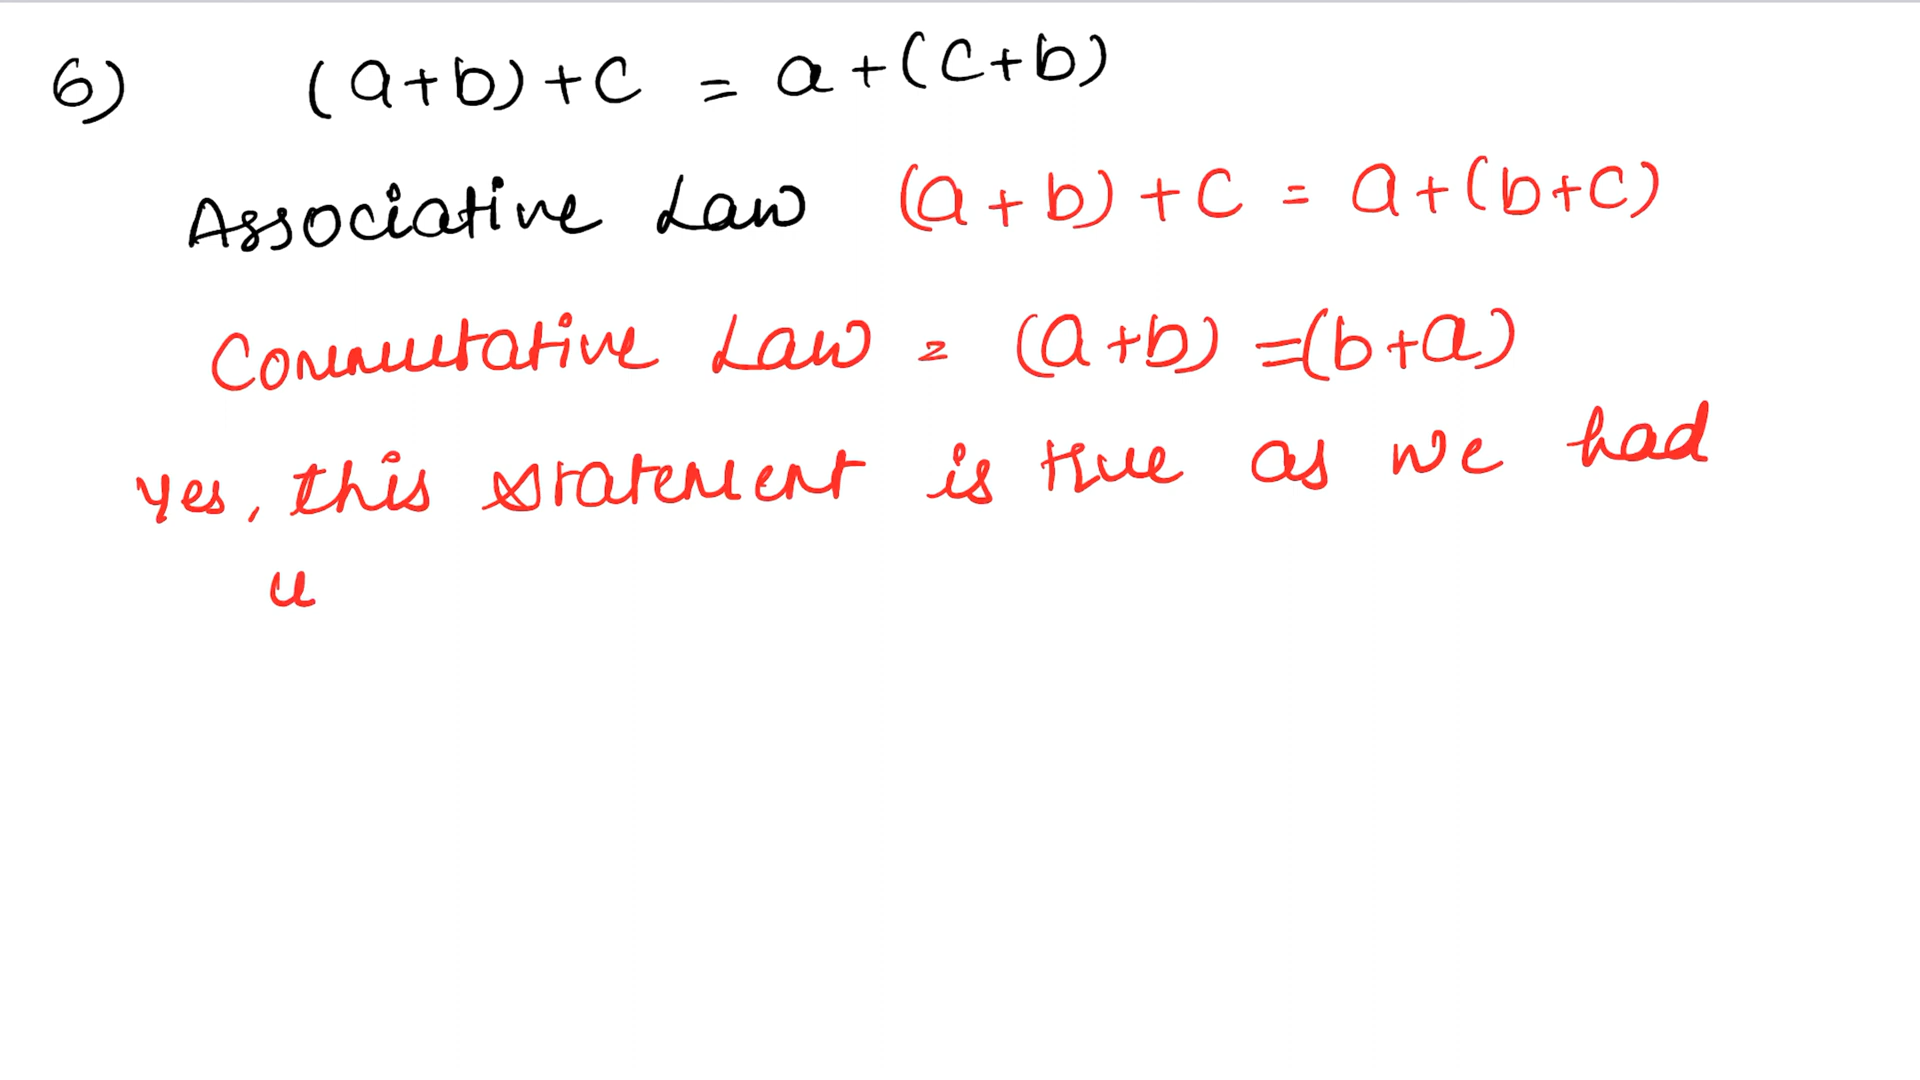 6) (a+b)+c = a+(c+b)
Associative Law (a+b)+c = a+(b+c)
Commutative Law = (a+b) =(b+a)
Yes, this statement is true as we had
u